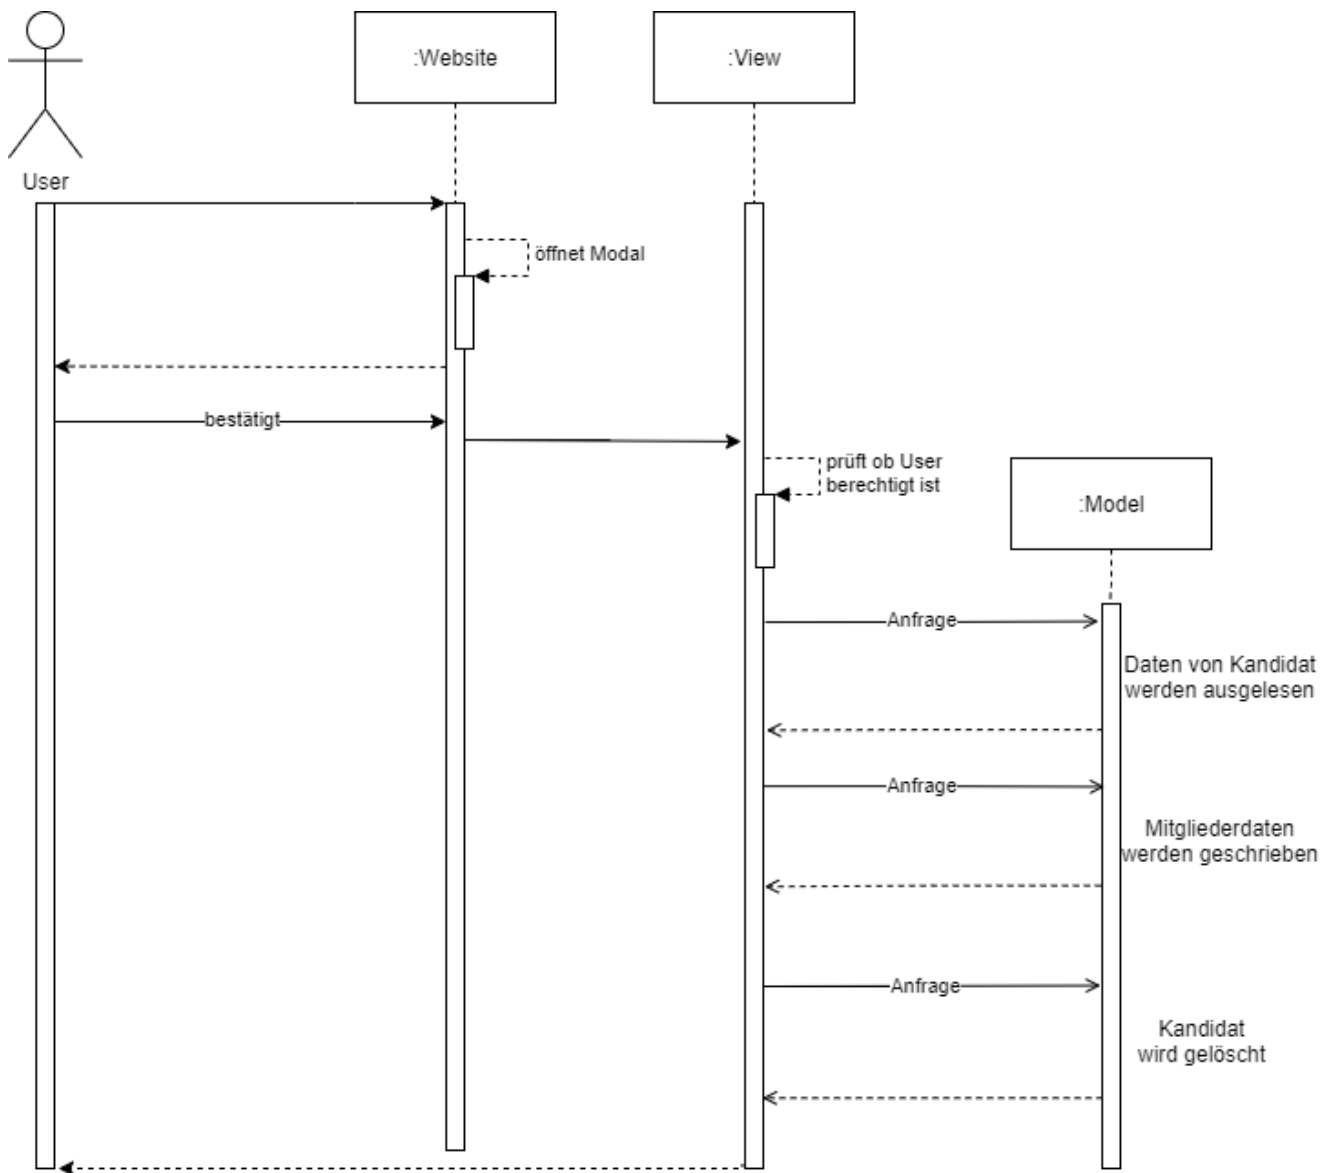 :Website
:View
User
öffnet Modal
bestätigt
prüft ob User
berechtigt ist
:Model
Anfrage
Daten von Kandidat
werden ausgelesen
Anfrage
Mitgliederdaten
werden geschrieben
Anfrage
Kandidat
wird gelöscht